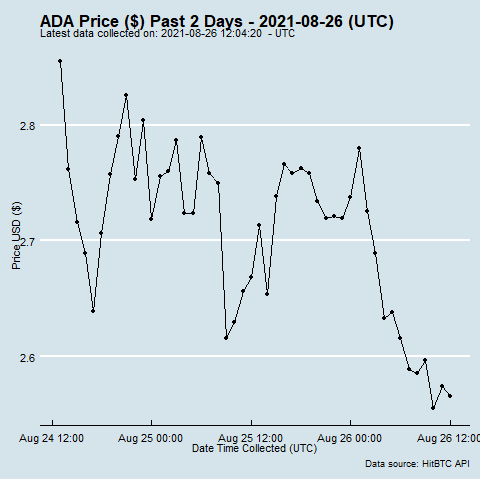 ADA Price ($) Past 2 Days - 2021-08-26 (UTC)
Latest data collected on: 2021-08-26 12:04:20 - UTC
2.8
2.7
2.6
Price USD ($)
Aug 24 12:00
Aug 25 00:00
Aug 25 12:00
Aug 26 00:00
Aug 26 12:00
Date Time Collected (UTC)
Data source: HitBTC API